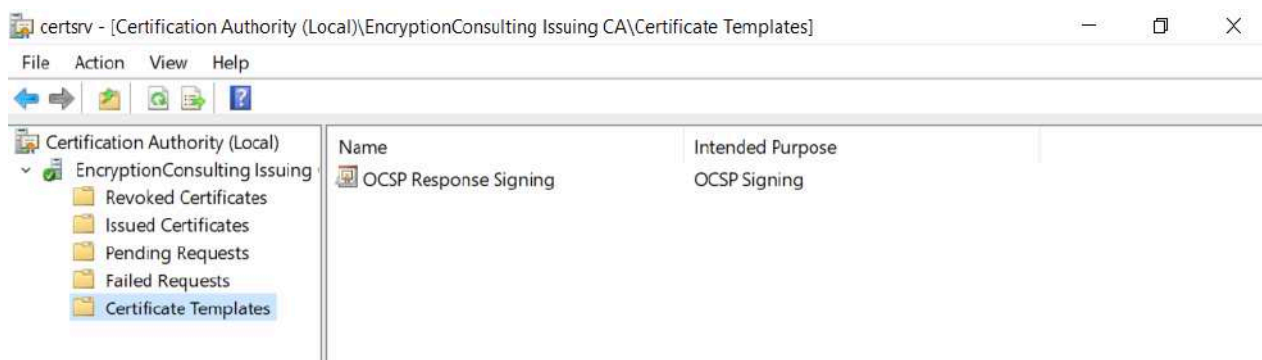 certsrv - [Certification Authority (Local)\EncryptionConsulting Issuing CA\Certificate Templates]
File Action View Help
Certification Authority (Local)
EncryptionConsulting Issuing
Revoked Certificates
Issued Certificates
Pending Requests
Failed Requests
Certificate Templates
Name Intended Purpose
OCSP Response Signing OCSP Signing